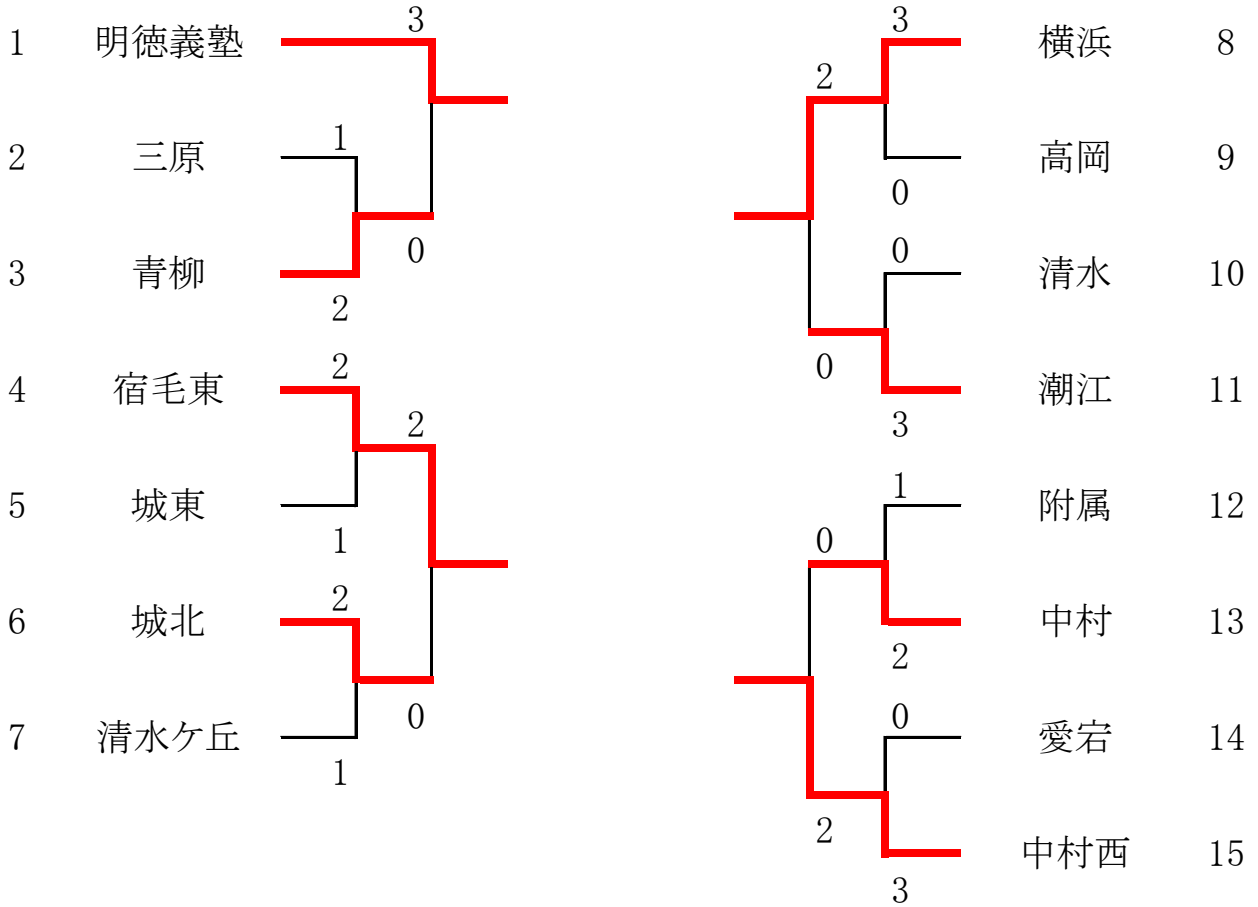 3 3
1 明徳義塾 横浜 8
2
1
2 三原 高岡 9
0
0 0
3 青柳 清水 10
2
2 0
4 宿毛東 潮江 11
2 3
1
5 城東 附属 12
1 0
2
6 城北 中村 13
2
0 0
7 清水ケ丘 愛宕 14
1
2
中村西 15
3